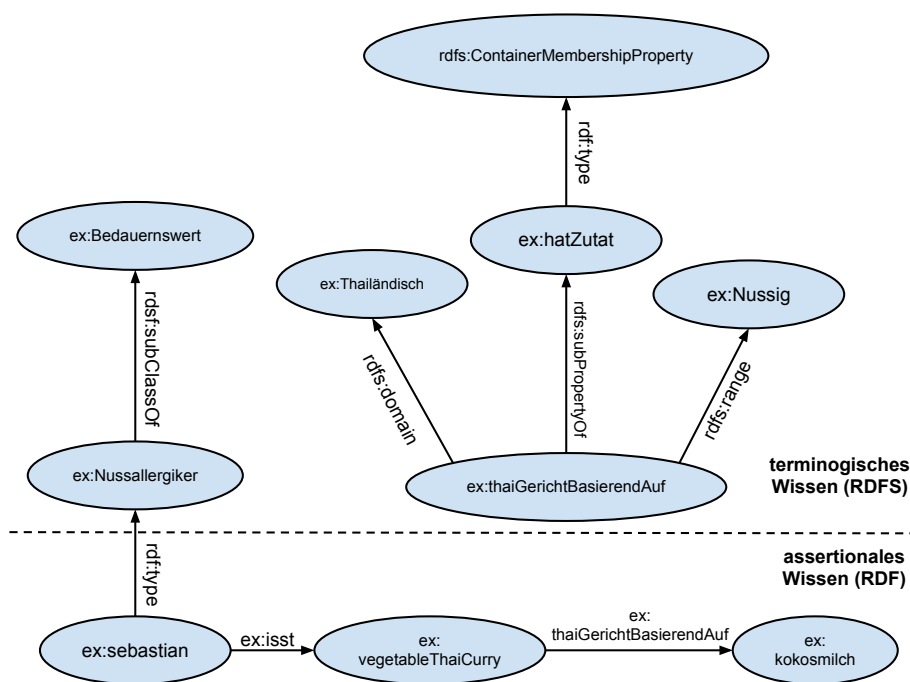 rdfs:ContainerMembershipProperty
rdf:type
ex:Bedauernswert
ex:hatZutat
ex:Thailändisch
ex:Nussig
rdsf:subClassOf
rdfs:domain
rdfs:subPropertyOf
rdfs:range
ex:Nussallergiker
ex:thaiGerichtBasierendAuf
terminogisches
Wissen (RDFS)
rdf:type
assertionales
Wissen (RDF)
ex:sebastian
ex:isst
ex:
vegetableThaiCurry
ex:
thaiGerichtBasierendAuf
ex:
kokosmilch